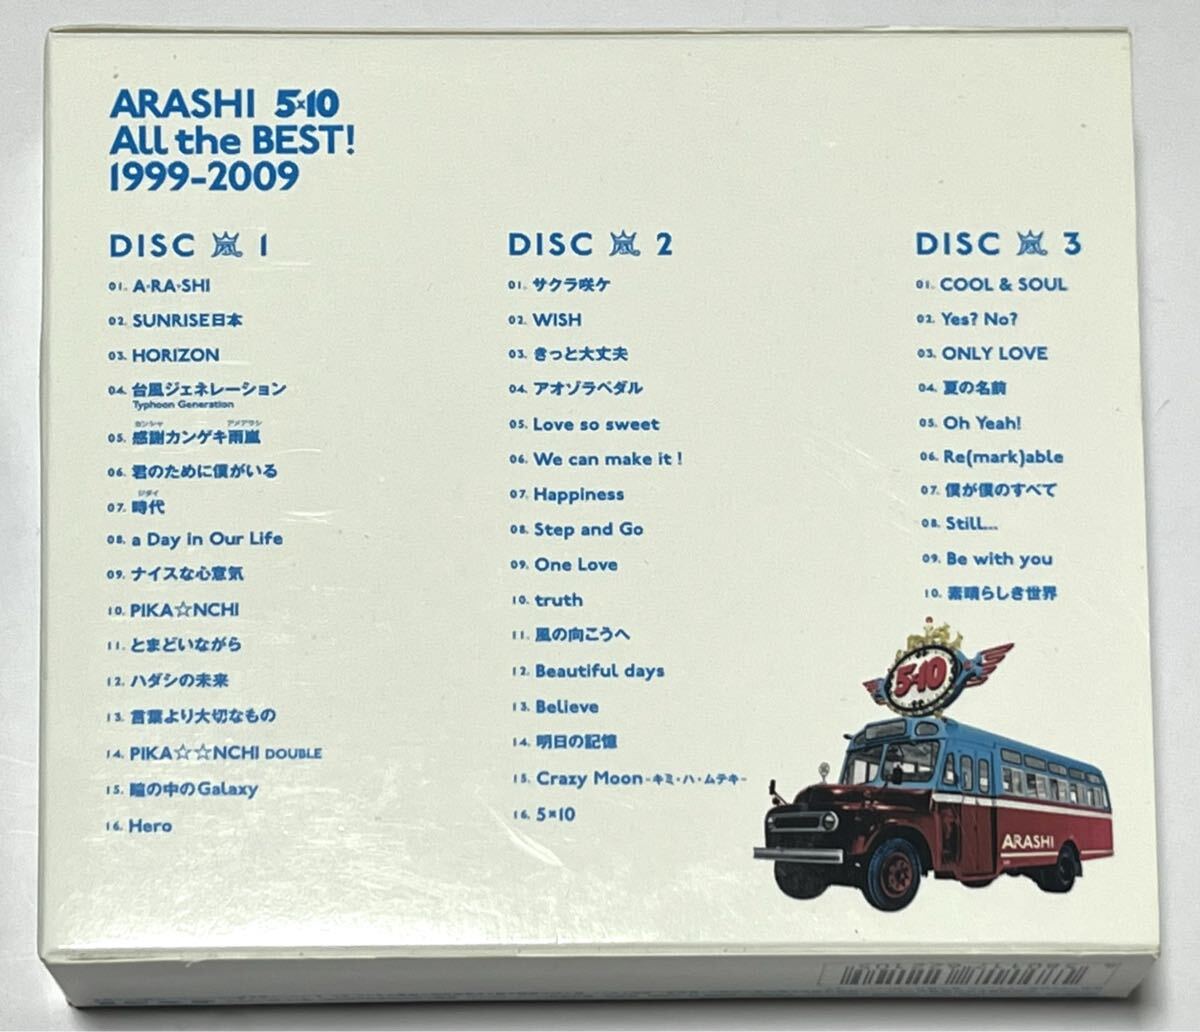 ARASHI 5×10
All the BEST!
1999-2009
DISC 嵐 1
01. A・RA・SHI
02. SUNRISE日本
03. HORIZON
04. 台風ジェネレーション
Typhoon Generation
カンシャ アメアラシ
05. 感謝カンゲキ雨嵐
06. 君のために僕がいる
ジダイ
07. 時代
08. a Day in Our Life
09. ナイスな心意気
10. PIKA☆NCHI
11. とまどいながら
12. ハダシの未来
13. 言葉より大切なもの
14. PIKA☆☆NCHI DOUBLE
15. 瞳の中のGalaxy
16. Hero
DISC 嵐 2
01. サクラ咲ケ
02. WISH
03. きっと大丈夫
04. アオゾラペダル
05. Love so sweet
06. We can make it !
07. Happiness
08. Step and Go
09. One Love
10. truth
11. 風の向こうへ
12. Beautiful days
13. Believe
14. 明日の記憶
15. Crazy Moon-キミ・ハ・ムテキ-
16. 5×10
DISC 嵐 3
01. COOL & SOUL
02. Yes? No?
03. ONLY LOVE
04. 夏の名前
05. Oh Yeah!
06. Re(mark)able
07. 僕が僕のすべて
08. Still...
09. Be with you
10. 素晴らしき世界
5×10
ARASHI